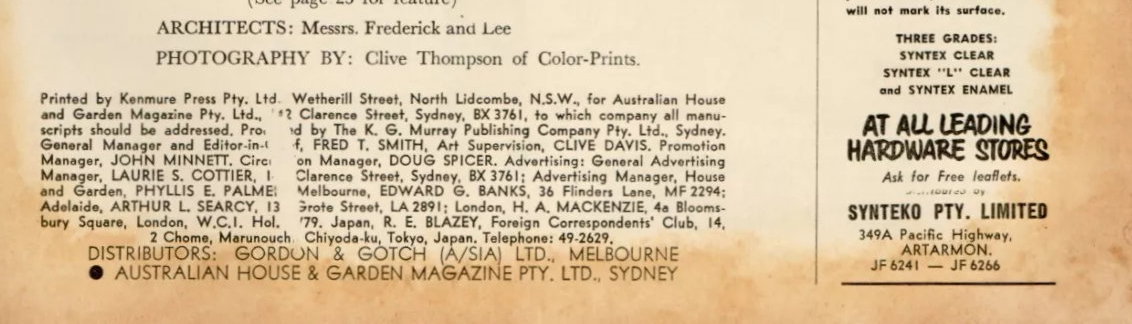 (See page 25 for feature)
ARCHITECTS: Messrs. Frederick and Lee
PHOTOGRAPHY BY: Clive Thompson of Color-Prints.
Printed by Kenmure Press Pty. Ltd. Wetherill Street, North Lidcombe, N.S.W., for Australian House
and Garden Magazine Pty. Ltd., Clarence Street, Sydney, BX 3761, to which company all manu-
scripts should be addressed. by The K. G. Murray Publishing Company Pty. Ltd., Sydney.
General Manager and FRED T. SMITH, Art Supervision, CLIVE DAVIS. Promotion
Manager, JOHN MINNETT. Manager, DOUG SPICER. Advertising: General Advertising
Manager, LAURIE S. COTTIER, Clarence Street, Sydney, BX 3761; Advertising Manager, House
and Garden, PHYLLIS E. Melbourne, EDWARD G. BANKS, 36 Flinders Lane, MF 2294;
Adelaide, ARTHUR L. SEARCY, 13 Grote Street, LA 2891; London, H. A. MACKENZIE, 4a Blooms-
bury Square, London, W.C.I. Hol. '79. Japan, R. E. BLAZEY, Foreign Correspondents' Club, 14,
2 Chome, Marunouch Chiyoda-ku, Tokyo, Japan. Telephone: 49-2629.
DISTRIBUTORS: GORDON & GOTCH (A/SIA) LTD., MELBOURNE
● AUSTRALIAN HOUSE & GARDEN MAGAZINE PTY. LTD., SYDNEY
will not mark its surface.
THREE GRADES:
SYNTEX CLEAR
SYNTEX "L" CLEAR
and SYNTEX ENAMEL
AT ALL LEADING
HARDWARE STORES
Ask for Free leaflets.
SYNTEKO PTY. LIMITED
349A Pacific Highway,
ARTARMON.
JF 6241 — JF 6266